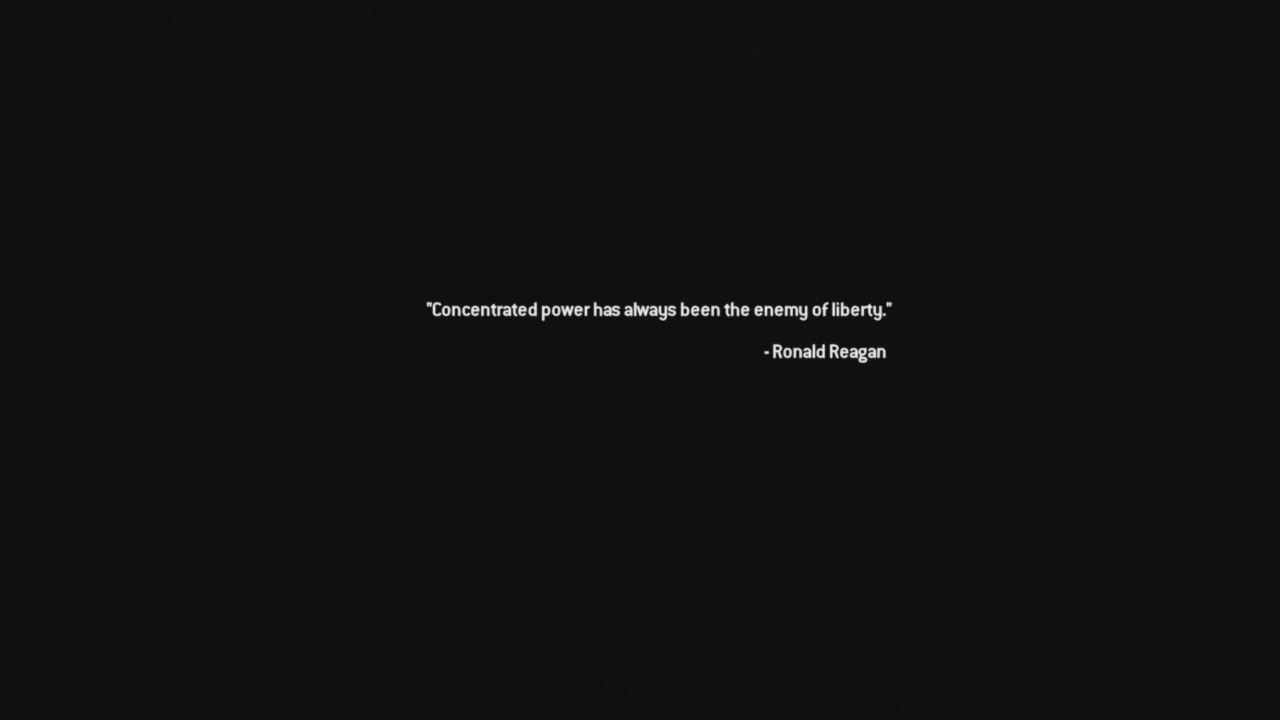 "Concentrated power has always been the enemy of liberty."
- Ronald Reagan